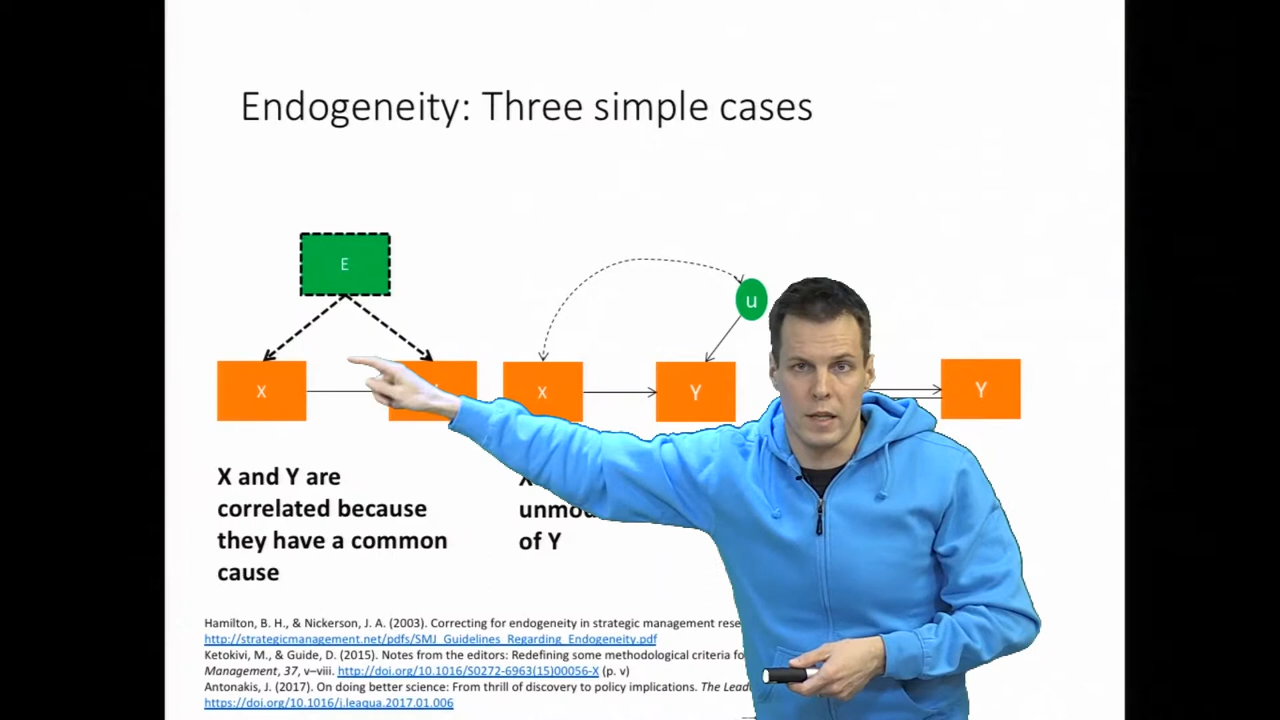 Endogeneity: Three simple cases
E
u
X
X
Y
Y
X and Y are
correlated because
they have a common
cause
of Y
Hamilton, B. H., & Nickerson, J. A. (2003). Correcting for endogeneity in strategic management
http://strategicmanagement.net/pdfs/SMJ_Guidelines_Regarding_Endogeneity.pdf
Ketokivi, M., & Guide, D. (2015). Notes from the editors: Redefining some methodological criteria
Management, 37, v–viii. http://doi.org/10.1016/S0272-6963(15)00056-X (p. v)
Antonakis, J. (2017). On doing better science: From thrill of discovery to policy implications. The
https://doi.org/10.1016/j.leaqua.2017.01.006